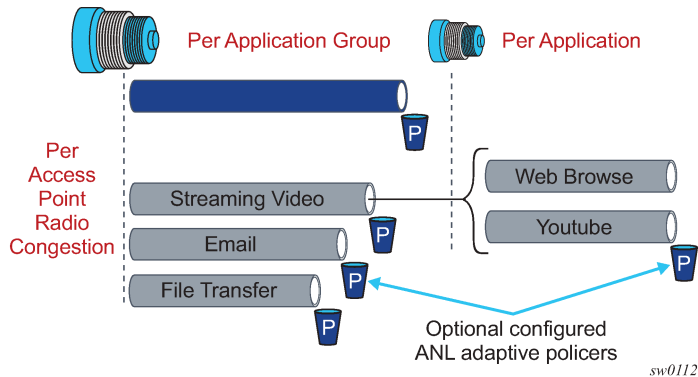 Per Application Group
Per Application
P
Per
Access
Point
Radio
Congestion
Streaming Video
Web Browse
P
Youtube
Email
P
P
File Transfer
P
Optional configured
ANL adaptive policers
sw0112